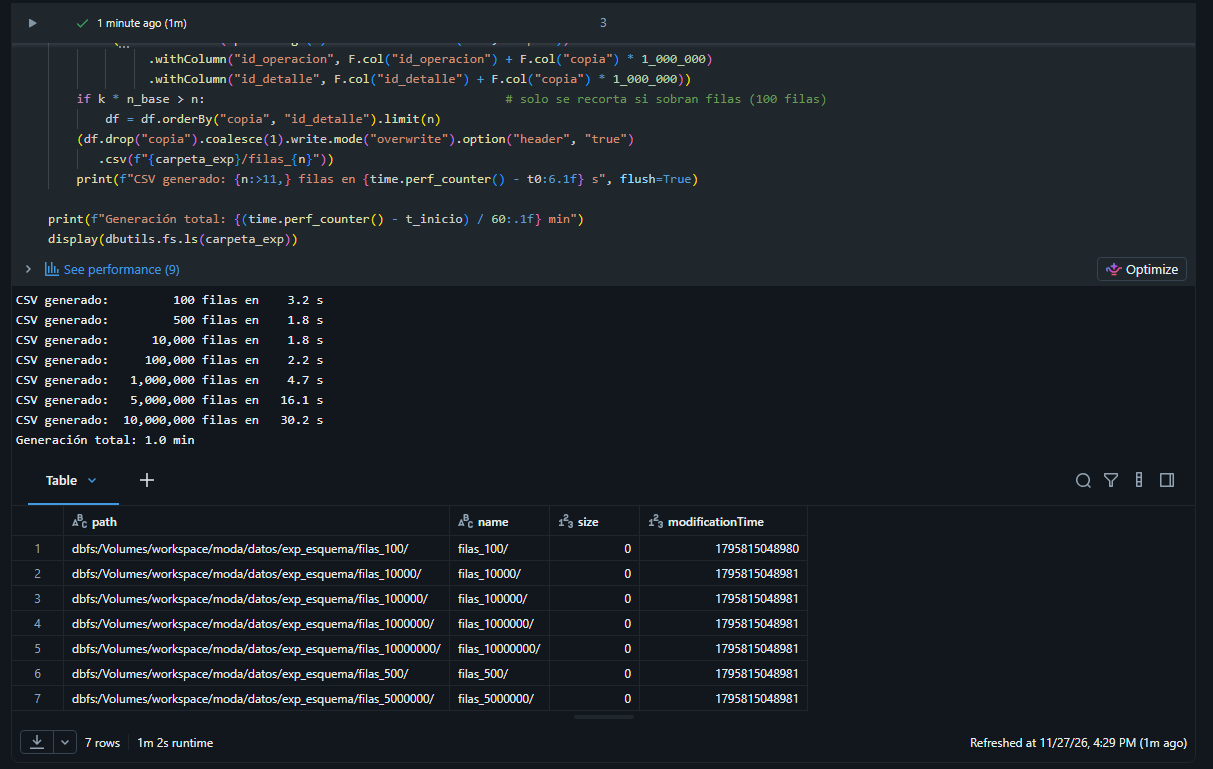 1 minute ago (1m)
3
.withColumn("id_operacion", F.col("id_operacion") + F.col("copia") * 1_000_000)
.withColumn("id_detalle", F.col("id_detalle") + F.col("copia") * 1_000_000))
if k * n_base > n: # solo se recorta si sobran filas (100 filas)
df = df.orderBy("copia", "id_detalle").limit(n)
(df.drop("copia").coalesce(1).write.mode("overwrite").option("header", "true")
.csv(f"{carpeta_exp}/filas_{n}"))
print(f"CSV generado: {n:>11,} filas en {time.perf_counter() - t0:6.1f} s", flush=True)
print(f"Generación total: {(time.perf_counter() - t_inicio) / 60:.1f} min")
display(dbutils.fs.ls(carpeta_exp))
See performance (9)
Optimize
CSV generado: 100 filas en 3.2 s
CSV generado: 500 filas en 1.8 s
CSV generado: 10,000 filas en 1.8 s
CSV generado: 100,000 filas en 2.2 s
CSV generado: 1,000,000 filas en 4.7 s
CSV generado: 5,000,000 filas en 16.1 s
CSV generado: 10,000,000 filas en 30.2 s
Generación total: 1.0 min
Table
path name size modificationTime
1 dbfs:/Volumes/workspace/moda/datos/exp_esquema/filas_100/ filas_100/ 0 1795815048980
2 dbfs:/Volumes/workspace/moda/datos/exp_esquema/filas_10000/ filas_10000/ 0 1795815048981
3 dbfs:/Volumes/workspace/moda/datos/exp_esquema/filas_100000/ filas_100000/ 0 1795815048981
4 dbfs:/Volumes/workspace/moda/datos/exp_esquema/filas_1000000/ filas_1000000/ 0 1795815048981
5 dbfs:/Volumes/workspace/moda/datos/exp_esquema/filas_10000000/ filas_10000000/ 0 1795815048981
6 dbfs:/Volumes/workspace/moda/datos/exp_esquema/filas_500/ filas_500/ 0 1795815048981
7 dbfs:/Volumes/workspace/moda/datos/exp_esquema/filas_5000000/ filas_5000000/ 0 1795815048981
7 rows 1m 2s runtime
Refreshed at 11/27/26, 4:29 PM (1m ago)